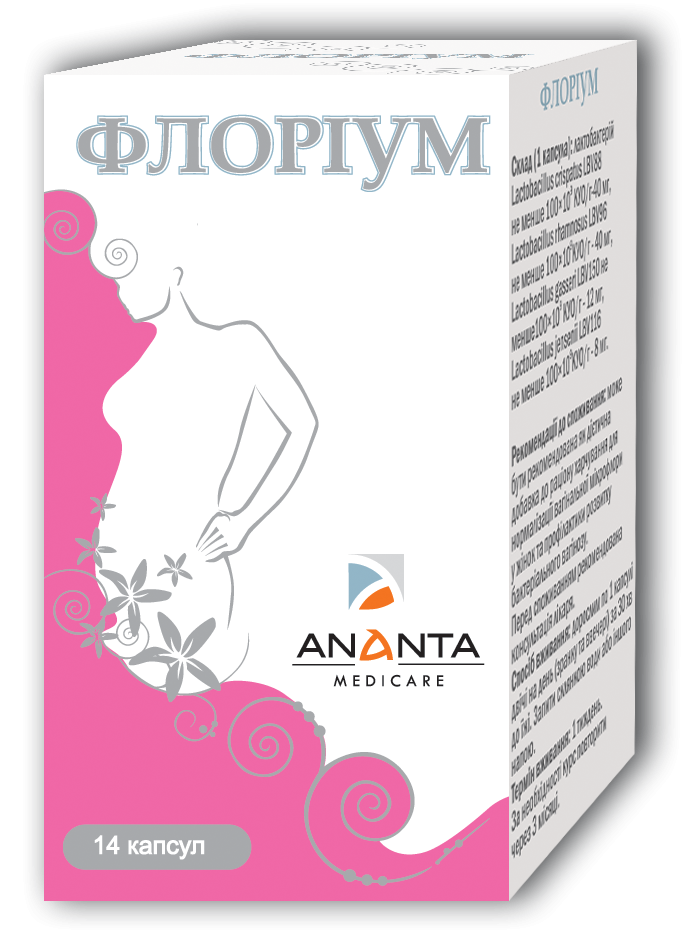 ФЛОРІУМ
ФЛОРІУМ
ANANTA
MEDICARE
14 капсул
ФЛОРІУМ
Склад (1 капсула): лактобактерій
Lactobacillus crispatus LBV88
не менше 100×10⁹ КУО/г-40 мг,
Lactobacillus rhamnosus LBV96
не менше 100×10⁹КУО/г - 40 мг,
Lactobacillus gasseri LBV150 не
менше100×10⁹ КУО/г - 12 мг,
Lactobacillus jensenii LBV116
не менше 100×10⁹КУО/г - 8 мг.
Рекомендації до споживання: може
бути рекомендована як дієтична
добавка до раціону харчування для
нормалізації вагінальної мікрофлори
у жінок та профілактики розвитку
бактеріального вагінозу.
Перед споживанням рекомендована
консультація лікаря.
Спосіб вживання: дорослим по 1 капсулі
двічі на день (зранку та ввечері) за 30 хв
до їжі. Запити склянкою води або іншого
напою.
Термін вживання: 1 тиждень.
За необхідності курс повторити
через 3 місяці.